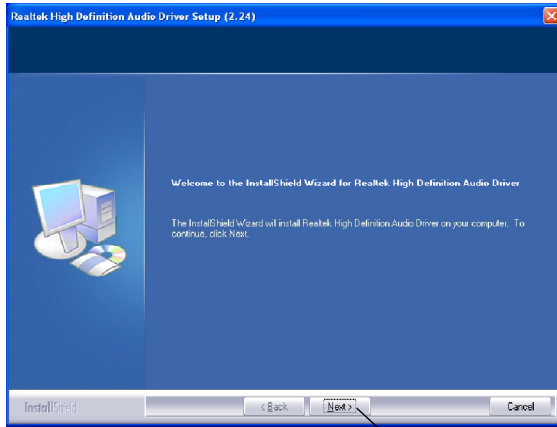 Realtek High Definition Audio Driver Setup (2.24)
Welcome to the InstallShield Wizard for Realtek High Definition Audio Driver
The InstallShield Wizard will install Realtek High Definition Audio Driver on your computer. To
continue, click Next.
InstallShield
< Back
Next >
Cancel